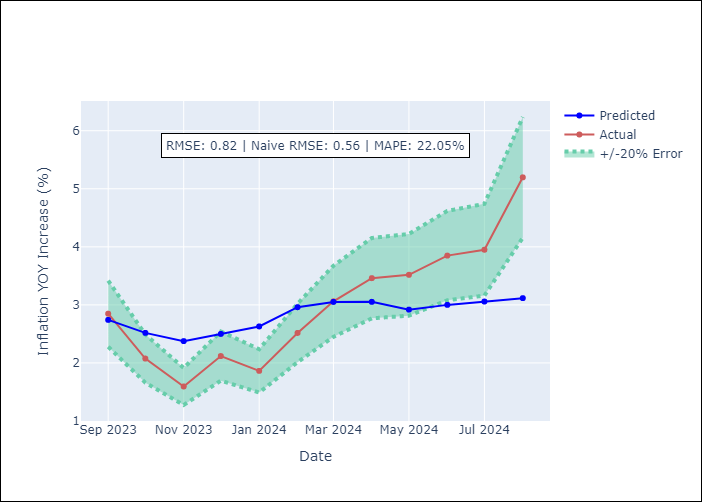 RMSE: 0.82 | Naive RMSE: 0.56 | MAPE: 22.05%
Predicted
Actual
+/-20% Error
Inflation YOY Increase (%)
6
5
4
3
2
1
Sep 2023 Nov 2023 Jan 2024 Mar 2024 May 2024 Jul 2024
Date